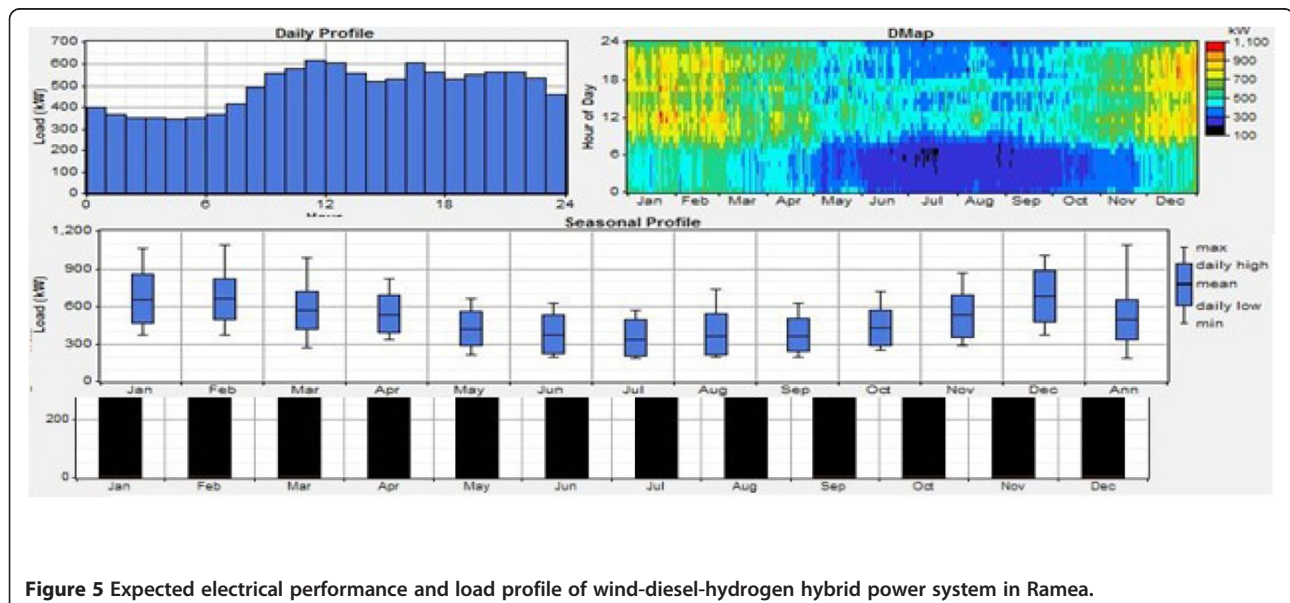 Daily Profile
700
600
500
400
300
200
100
0
Load (kW)
0 6 12 18 24
DMap
24
18
12
6
0
Hour of Day
Jan Feb Mar Apr May Jun Jul Aug Sep Oct Nov Dec
kW
1,100
900
700
500
300
100
Seasonal Profile
1,200
900
600
300
0
Load (kW)
Jan Feb Mar Apr May Jun Jul Aug Sep Oct Nov Dec Ann
max
daily high
mean
daily low
min
200
0
Jan Feb Mar Apr May Jun Jul Aug Sep Oct Nov Dec
Figure 5 Expected electrical performance and load profile of wind-diesel-hydrogen hybrid power system in Ramea.